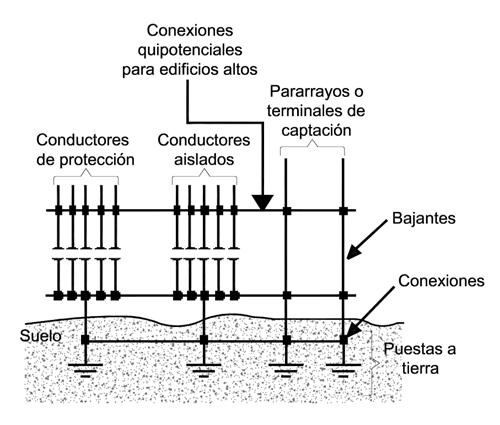 Conexiones
quipotenciales
para edificios altos
Pararrayos o
terminales de
captación
Conductores
de protección
Conductores
aislados
Bajantes
Conexiones
Suelo
Puestas a
tierra